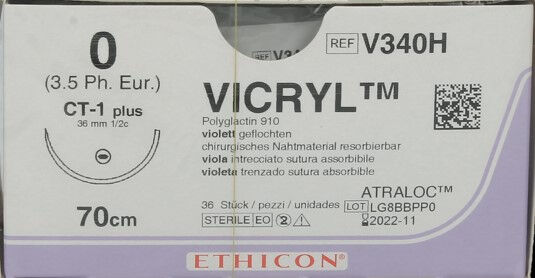 0
(3.5 Ph. Eur.)
CT-1 plus
36 mm 1/2c
70cm
REF V340H
VICRYL™
Polyglactin 910
violett geflochten
chirurgisches Nahtmaterial resorbierbar
viola intrecciato sutura assorbibile
violeta trenzado sutura absorbible
36 Stück / pezzi / unidades
ATRALOC™
LOT LG8BBPP0
STERILE EO 2
2022-11
ETHICON®